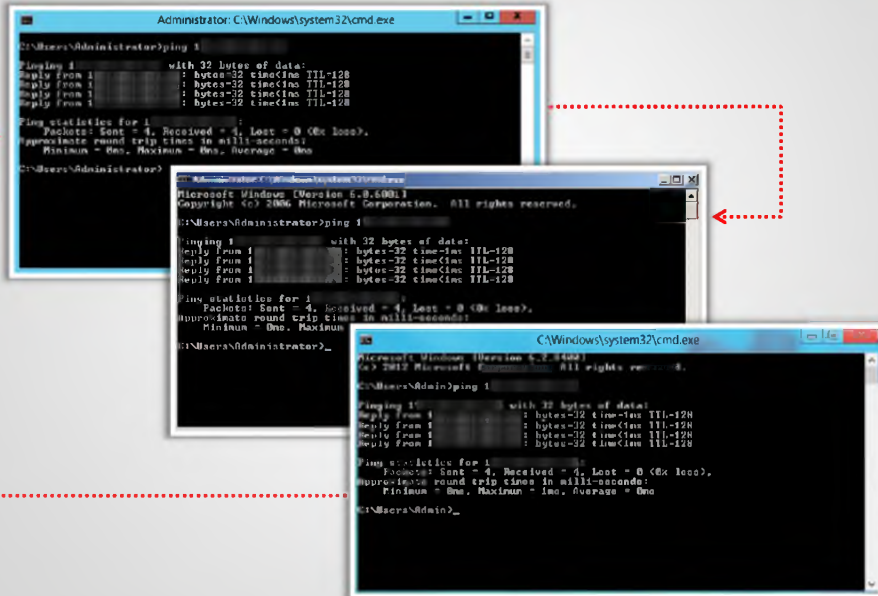 Administrator: C:\Windows\system32\cmd.exe
C:\Users\Administrator>ping 1
Pinging 1 with 32 bytes of data:
Reply from 1 : bytes=32 time<1ms TTL=128
Reply from 1 : bytes=32 time<1ms TTL=128
Reply from 1 : bytes=32 time<1ms TTL=128
Reply from 1 : bytes=32 time<1ms TTL=128
Ping statistics for 1 :
Packets: Sent = 4, Received = 4, Lost = 0 (0% loss),
Approximate round trip times in milli-seconds:
Minimum = 0ms, Maximum = 0ms, Average = 0ms
C:\Users\Administrator>
Administrator: C:\Windows\system32\cmd.exe
Microsoft Windows [Version 6.0.6001]
Copyright (c) 2006 Microsoft Corporation. All rights reserved.
C:\Users\Administrator>ping 1
Pinging 1 with 32 bytes of data:
Reply from 1 : bytes=32 time=1ms TTL=128
Reply from 1 : bytes=32 time<1ms TTL=128
Reply from 1 : bytes=32 time<1ms TTL=128
Reply from 1 : bytes=32 time<1ms TTL=128
Ping statistics for 1 :
Packets: Sent = 4, Received = 4, Lost = 0 (0% loss),
Approximate round trip times in milli-seconds:
Minimum = 0ms, Maximum
C:\Users\Administrator>_
C:\Windows\system32\cmd.exe
Microsoft Windows [Version 6.2.8400]
(c) 2012 Microsoft All rights
C:\Users\Admin>ping 1
Pinging 1 with 32 bytes of data:
Reply from 1 : bytes=32 time=1ms TTL=128
Reply from 1 : bytes=32 time<1ms TTL=128
Reply from 1 : bytes=32 time<1ms TTL=128
Reply from 1 : bytes=32 time<1ms TTL=128
Ping statistics for 1 :
Packets: Sent = 4, Received = 4, Lost = 0 (0% loss),
Approximate round trip times in milli-seconds:
Minimum = 0ms, Maximum = 1ms, Average = 0ms
C:\Users\Admin>_